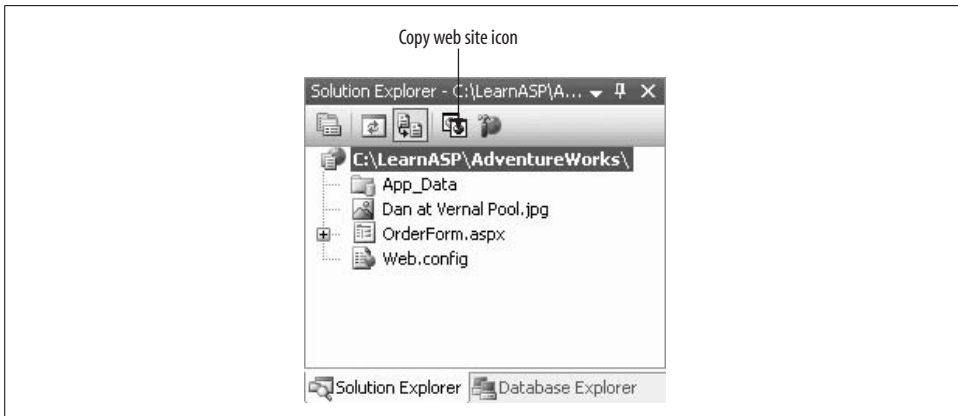 Copy web site icon
Solution Explorer - C:\LearnASP\A...
C:\LearnASP\AdventureWorks\
App_Data
Dan at Vernal Pool.jpg
OrderForm.aspx
Web.config
Solution Explorer Database Explorer